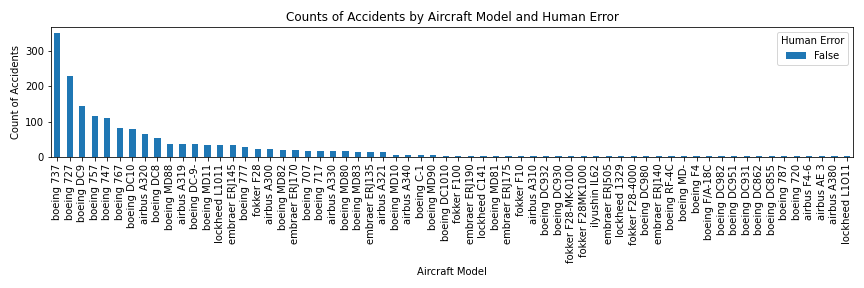 Counts of Accidents by Aircraft Model and Human Error
Human Error
False
Count of Accidents
300
200
100
0
boeing 737
boeing 727
boeing DC9
boeing 757
boeing 747
boeing 767
boeing DC10
airbus A320
boeing DC8
boeing MD88
airbus A319
boeing DC-9-
boeing MD11
lockheed L1011
embraer ERJ145
boeing 777
fokker F28
airbus A300
boeing MD82
embraer ERJ170
boeing 707
boeing 717
airbus A330
boeing MD80
boeing MD83
embraer ERJ135
airbus A321
boeing MD10
airbus A340
boeing C-1
boeing MD90
boeing DC1010
fokker F100
embraer ERJ190
lockheed C141
boeing MD81
embraer ERJ175
fokker F10
airbus A310
boeing DC932
boeing DC930
fokker F28-MK-0100
fokker F28MK1000
ilyushin IL62
embraer ERJ505
lockheed 1329
fokker F28-4000
boeing DC980
embraer ERJ140
boeing RF-4C
boeing MD-
boeing F4
boeing F/A-18C
boeing DC982
boeing DC951
boeing DC931
boeing DC862
boeing DC855
boeing 787
boeing 720
airbus F4-6
airbus AE 3
airbus A380
lockheed L1O11
Aircraft Model